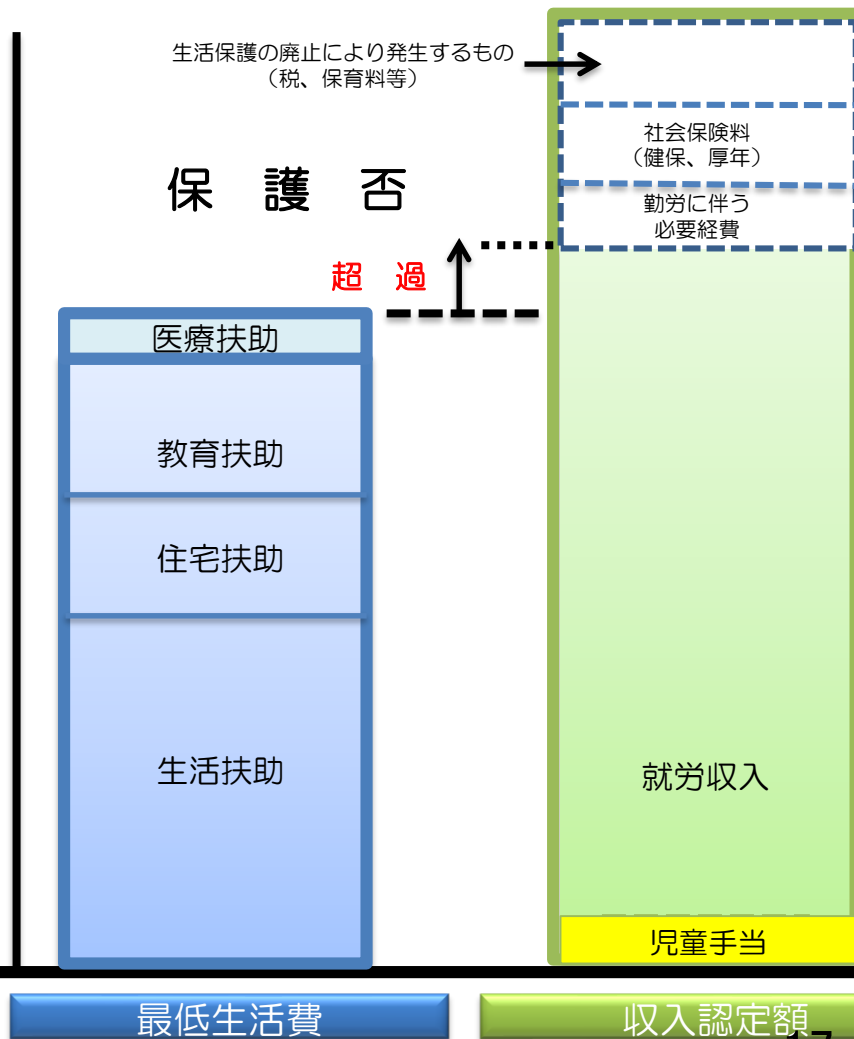 生活保護の廃止により発生するもの
（税、保育料等）
社会保険料
（健保、厚年）
保　護　否
勤労に伴う
必要経費
超　過
医療扶助
教育扶助
住宅扶助
生活扶助
就労収入
児童手当
最低生活費
収入認定額
17